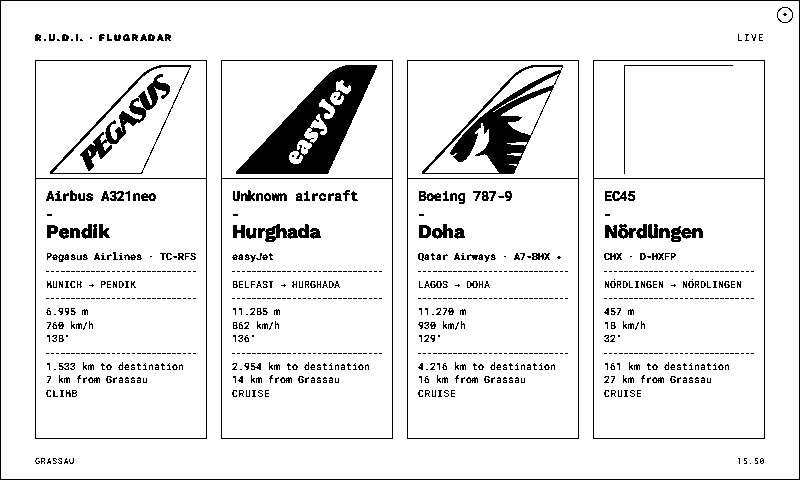 R.U.D.I. · FLUGRADAR
LIVE
PEGASUS
Airbus A321neo
-
Pendik
Pegasus Airlines · TC-RFS
MUNICH → PENDIK
6.995 m
760 km/h
138°
1.533 km to destination
7 km from Grassau
CLIMB
easyJet
Unknown aircraft
-
Hurghada
easyJet
BELFAST → HURGHADA
11.285 m
862 km/h
136°
2.954 km to destination
14 km from Grassau
CRUISE
Boeing 787-9
-
Doha
Qatar Airways · A7-BHX
LAGOS → DOHA
11.270 m
930 km/h
129°
4.216 km to destination
16 km from Grassau
CRUISE
EC45
-
Nördlingen
CHX · D-HXFP
NÖRDLINGEN → NÖRDLINGEN
457 m
18 km/h
32°
161 km to destination
27 km from Grassau
CRUISE
GRASSAU
15.50